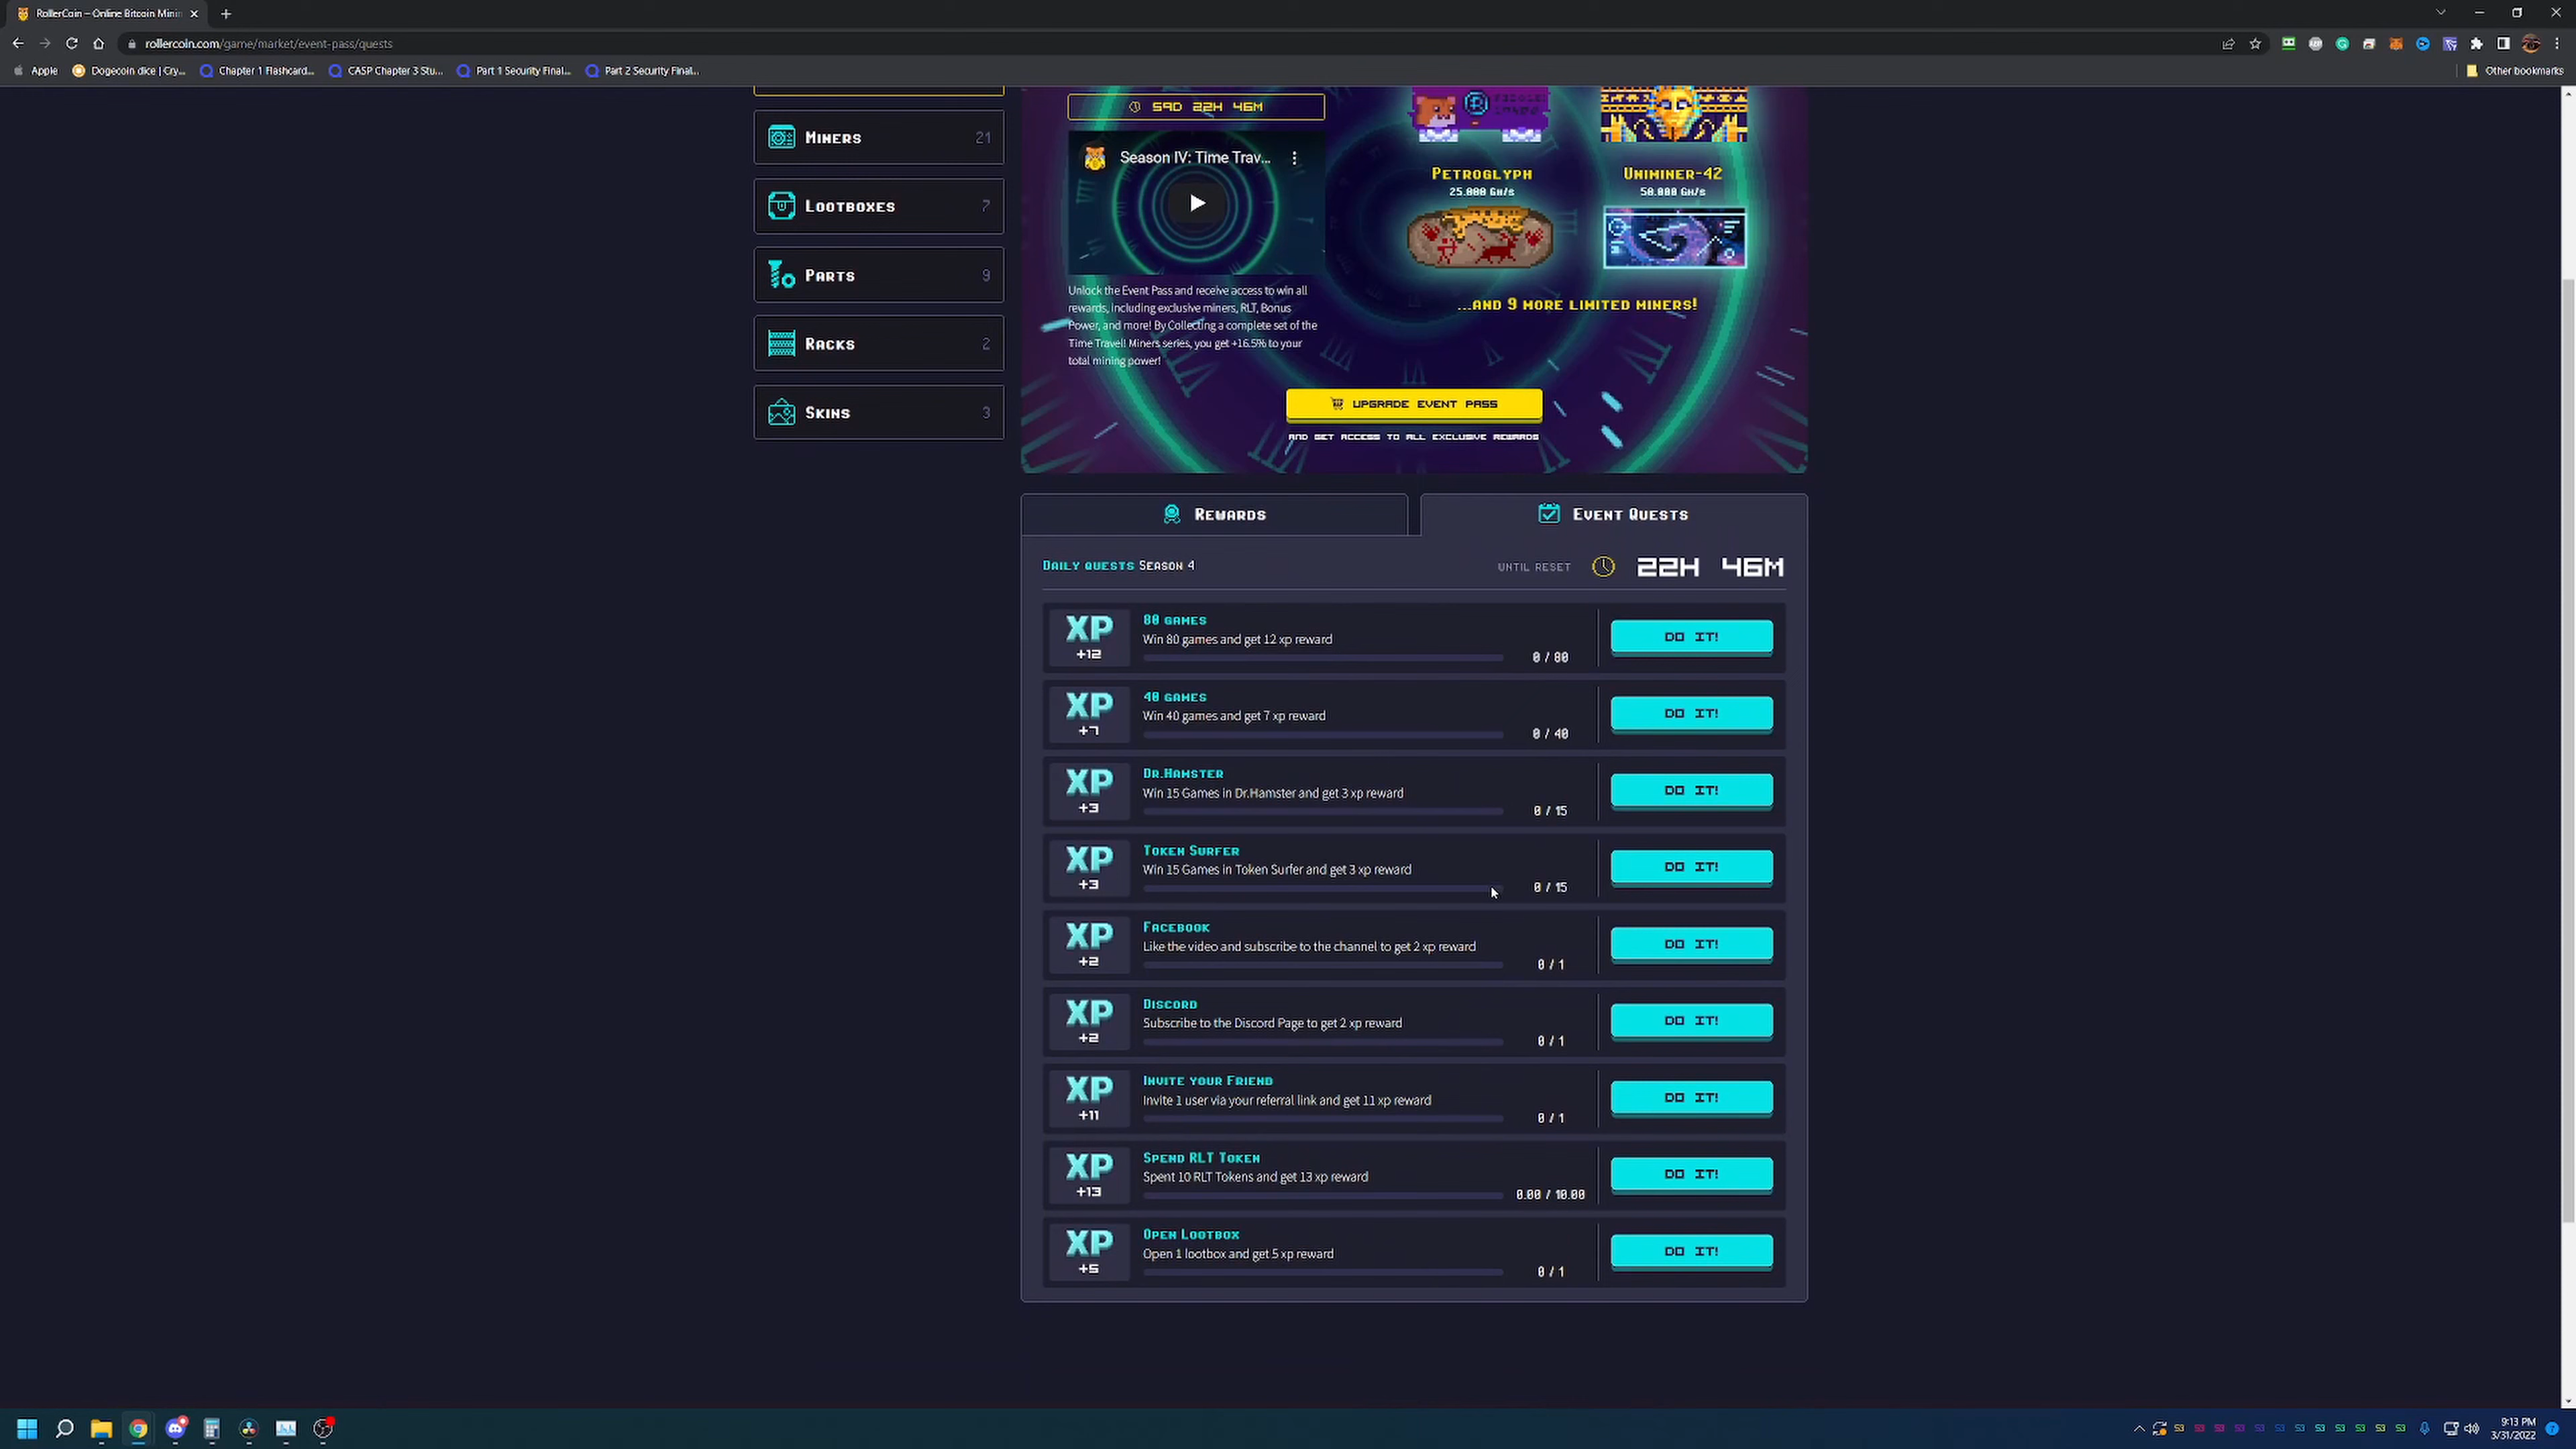 RollerCoin – Online Bitcoin Minin
rollercoin.com/game/market/event-pass/quests
Apple
Dogecoin dice | Cry...
Chapter 1 Flashcard...
CASP Chapter 3 Stu...
Part 1 Security Final...
Part 2 Security Final...
Other bookmarks
59D 22H 46M
Miners 21
Lootboxes 7
Parts 9
Racks 2
Skins 3
Season IV: Time Trav...
Petroglyph
25.000 Gh/s
Uniminer-42
50.000 Gh/s
...and 9 more limited miners!
Unlock the Event Pass and receive access to win all
rewards, including exclusive miners, RLT, Bonus
Power, and more! By Collecting a complete set of the
Time Travell Miners series, you get +16.5% to your
total mining power!
UPGRADE EVENT PASS
AND GET ACCESS TO ALL EXCLUSIVE REWARDS
Rewards
Event Quests
Daily quests Season 4
UNTIL RESET 22H 46M
XP +12
80 games
Win 80 games and get 12 xp reward
0 / 80
DO IT!
XP +7
40 games
Win 40 games and get 7 xp reward
0 / 40
DO IT!
XP +3
Dr.Hamster
Win 15 Games in Dr.Hamster and get 3 xp reward
0 / 15
DO IT!
XP +3
Token Surfer
Win 15 Games in Token Surfer and get 3 xp reward
0 / 15
DO IT!
XP +2
Facebook
Like the video and subscribe to the channel to get 2 xp reward
0 / 1
DO IT!
XP +2
Discord
Subscribe to the Discord Page to get 2 xp reward
0 / 1
DO IT!
XP +11
Invite your Friend
Invite 1 user via your referral link and get 11 xp reward
0 / 1
DO IT!
XP +13
Spend RLT Token
Spent 10 RLT Tokens and get 13 xp reward
0.00 / 10.00
DO IT!
XP +5
Open Lootbox
Open 1 lootbox and get 5 xp reward
0 / 1
DO IT!
9:13 PM
3/31/2022